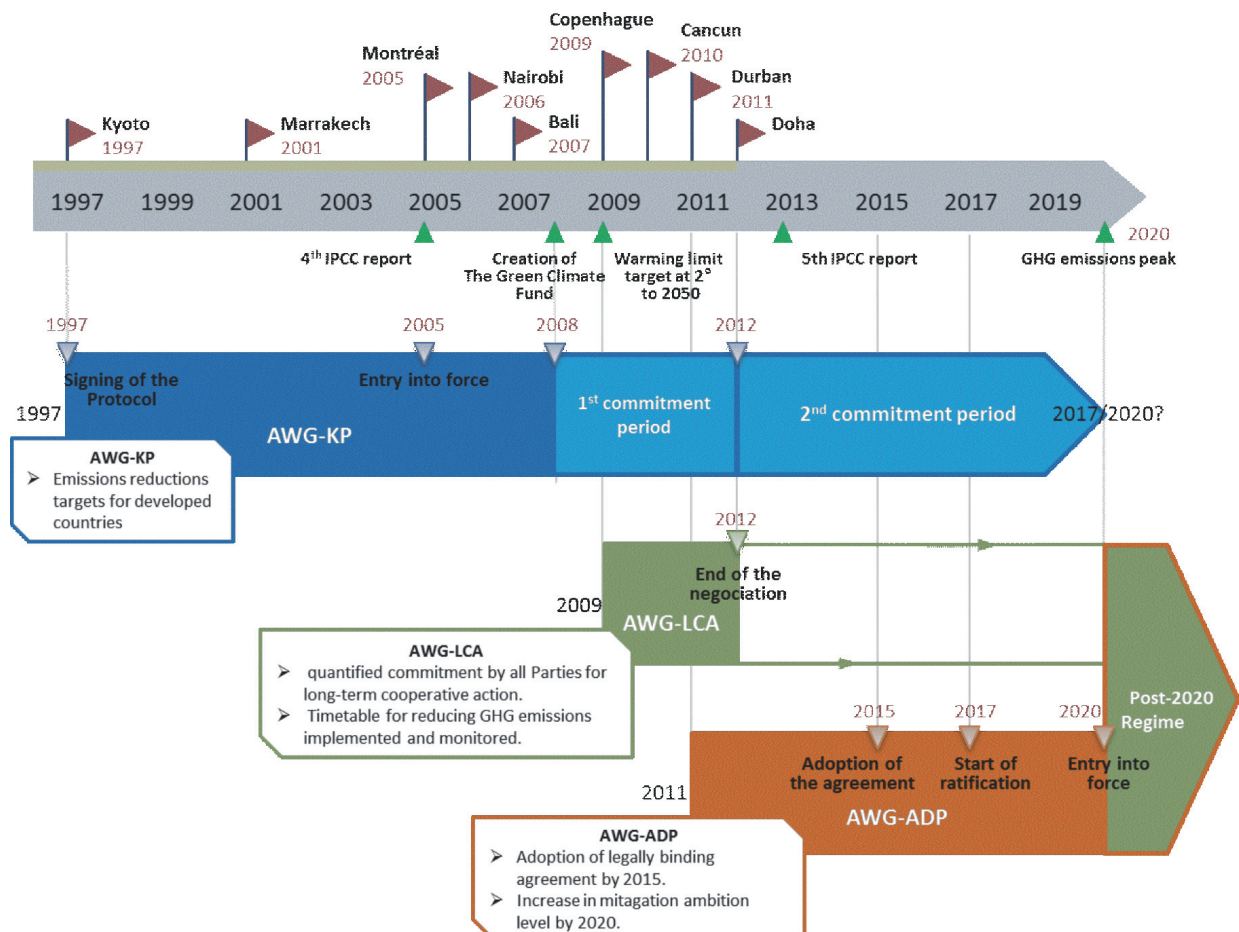 Copenhague
2009
Cancun
2010
Montréal
2005
Nairobi
2006
Durban
2011
Kyoto
1997
Marrakech
2001
Bali
2007
Doha
1997 1999 2001 2003 2005 2007 2009 2011 2013 2015 2017 2019
2020
4th IPCC report
Creation of
The Green Climate
Fund
Warming limit
target at 2°
to 2050
5th IPCC report
GHG emissions peak
1997
2005
2008
2012
Signing of the
Protocol
Entry into force
1st commitment
period
2nd commitment period
2017/2020?
1997
AWG-KP
AWG-KP
➢ Emissions reductions
targets for developed
countries
2012
End of the
negociation
2009
AWG-LCA
AWG-LCA
➢ quantified commitment by all Parties for
long-term cooperative action.
➢ Timetable for reducing GHG emissions
implemented and monitored.
Post-2020
Regime
2015
2017
2020
Adoption of
the agreement
Start of
ratification
Entry into
force
2011
AWG-ADP
AWG-ADP
➢ Adoption of legally binding
agreement by 2015.
➢ Increase in mitagation ambition
level by 2020.